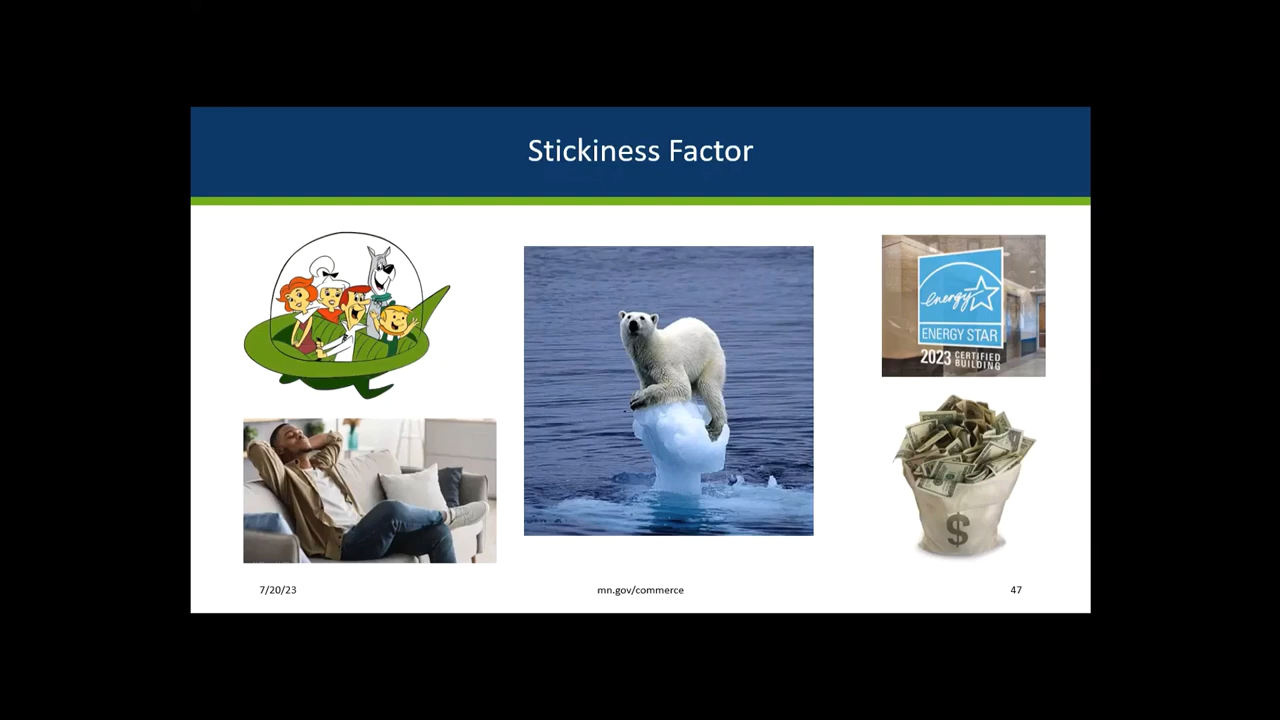 Stickiness Factor
energy
ENERGY STAR
2023 CERTIFIED
BUILDING
$
7/20/23
mn.gov/commerce
47